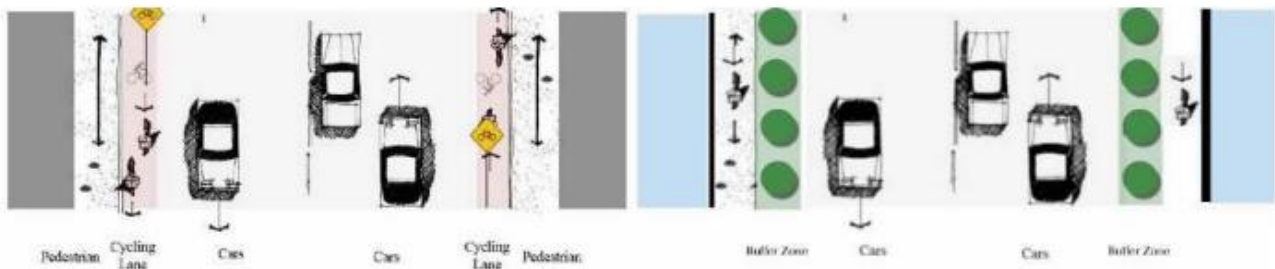 Pedestrian
Cycling
Lane
Cars
Cars
Cycling
Lane
Pedestrian
Buffer Zone
Cars
Cars
Buffer Zone